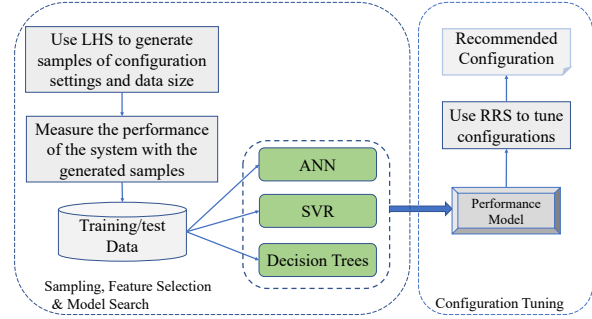 Use LHS to generate
samples of configuration
settings and data size
Measure the performance
of the system with the
generated samples
Training/test
Data
ANN
SVR
Decision Trees
Sampling, Feature Selection
& Model Search
Recommended
Configuration
Use RRS to tune
configurations
Performance
Model
Configuration Tuning